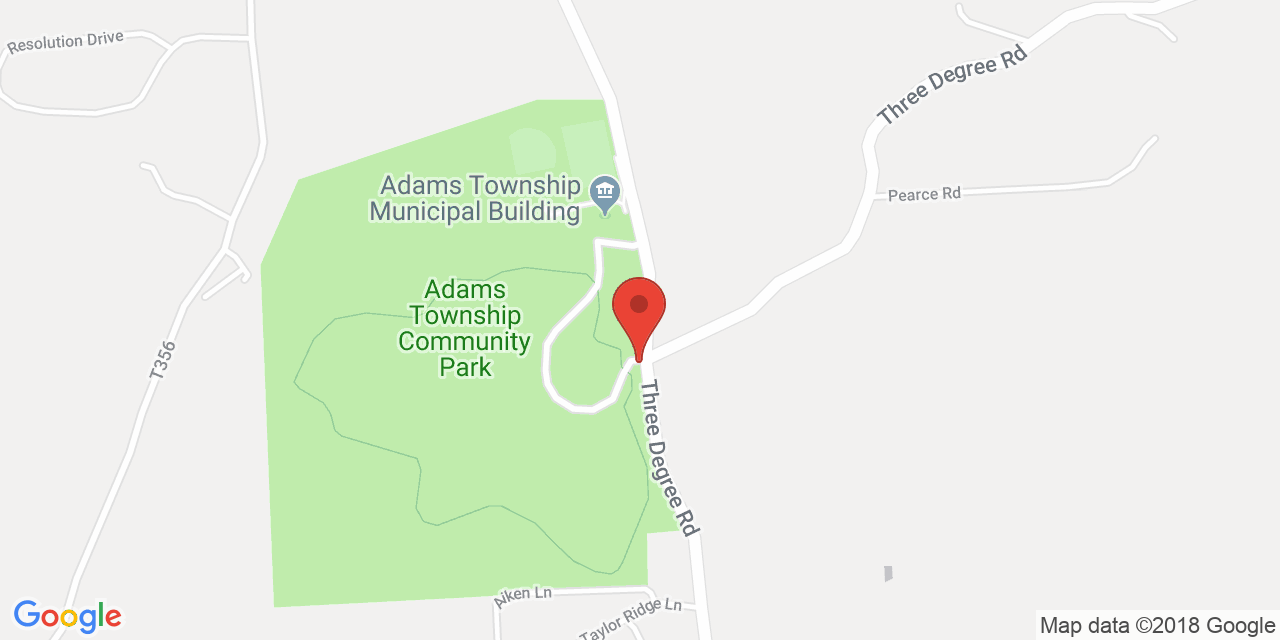 Resolution Drive
Three Degree Rd
Adams Township
Municipal Building
Pearce Rd
Adams
Township
Community
Park
T356
Three Degree Rd
Aiken Ln
Taylor Ridge Ln
Google
Map data ©2018 Google